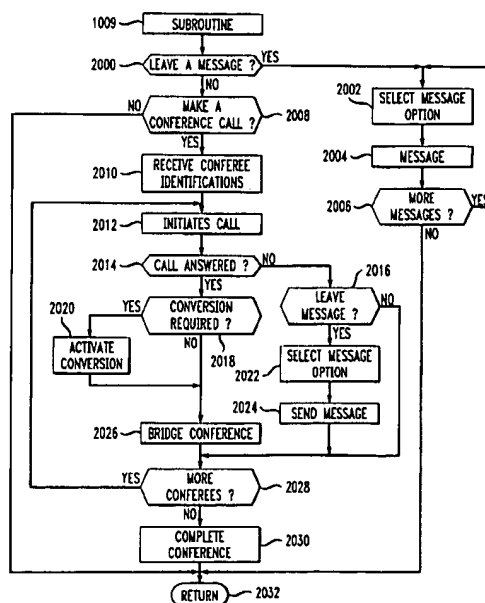 1009
SUBROUTINE
2000
LEAVE A MESSAGE ?
YES
NO
2002
SELECT MESSAGE
OPTION
NO
MAKE A
CONFERENCE CALL ?
2008
YES
2004
MESSAGE
2010
RECEIVE CONFEREE
IDENTIFICATIONS
2006
MORE
MESSAGES ?
YES
NO
2012
INITIATES CALL
2014
CALL ANSWERED ?
NO
YES
2016
LEAVE
MESSAGE ?
NO
YES
2020
YES
CONVERSION
REQUIRED ?
2018
NO
ACTIVATE
CONVERSION
2022
SELECT MESSAGE
OPTION
2024
SEND MESSAGE
2026
BRIDGE CONFERENCE
YES
MORE
CONFEREES ?
2028
NO
COMPLETE
CONFERENCE
2030
RETURN
2032